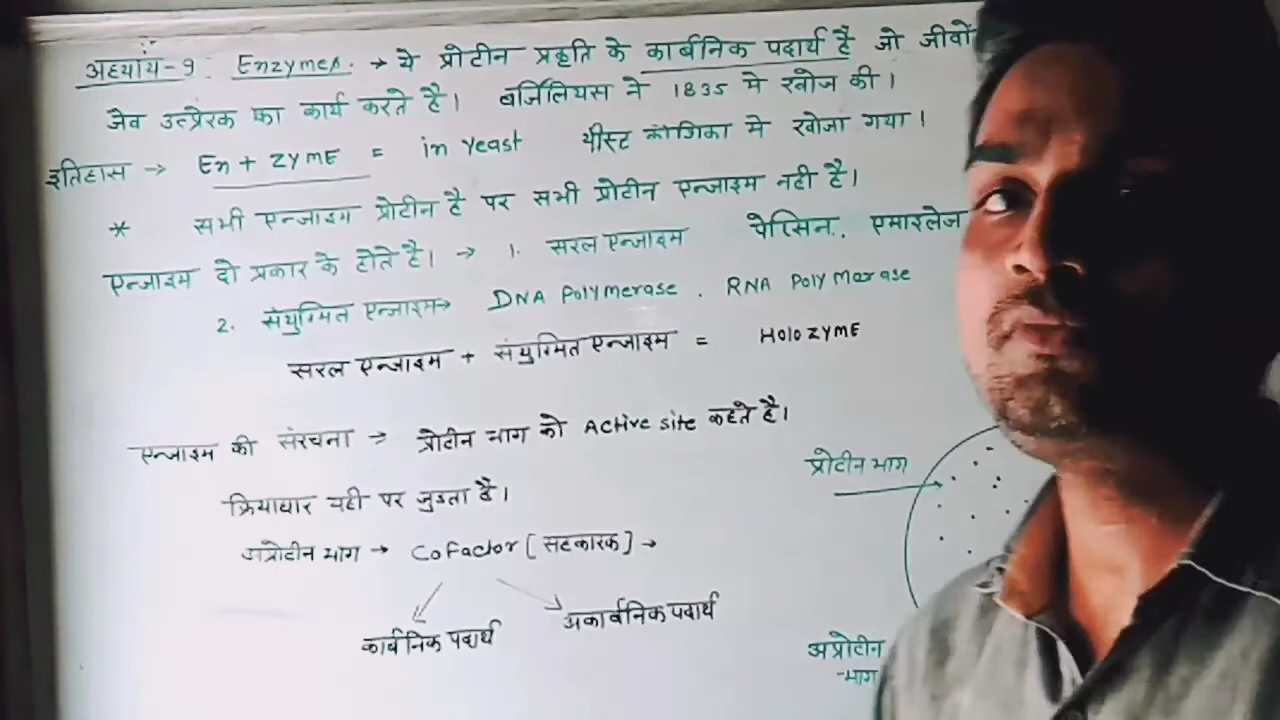 अध्याय-9: Enzymes. → ये प्रोटीन प्रकृति के कार्बनिक पदार्थ है जो जीवों
जैव उत्प्रेरक का कार्य करते है। बर्जिलियस ने 1835 मे खोज की।
इतिहास → En + ZYME = in Yeast यीस्ट कोशिका मे खोजा गया।
* सभी एन्जाइम प्रोटीन है पर सभी प्रोटीन एन्जाइम नही है।
एन्जाइम दो प्रकार के होते है। → 1. सरल एन्जाइम पेप्सिन, एमाइलेज
2. संयुग्मित एन्जाइम → DNA Polymerase . RNA Polymarase
सरल एन्जाइम + संयुग्मित एन्जाइम = HOLOZYME
एन्जाइम की संरचना → प्रोटीन भाग को Active site कहते है।
क्रियाधार यही पर जुडता है।
अप्रोटीन भाग → Cofactor [सहकारक] →
कार्बनिक पदार्थ अकार्बनिक पदार्थ
प्रोटीन भाग
अप्रोटीन
भाग